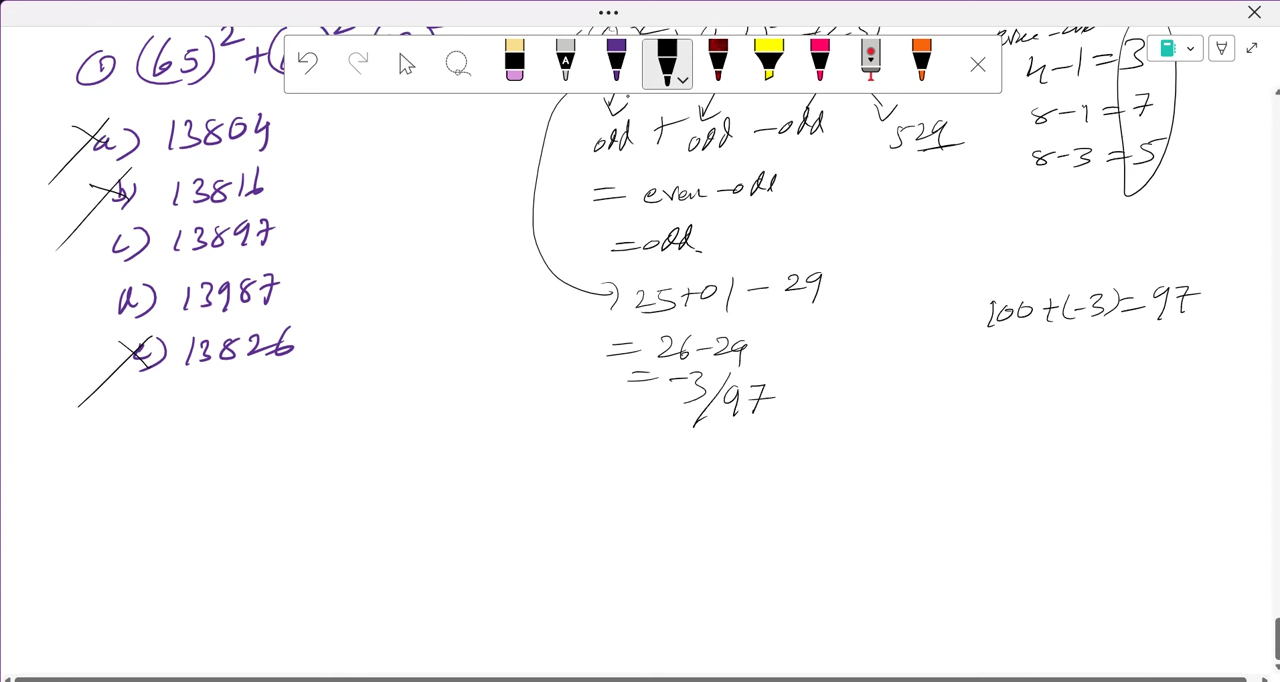 ① (65)² + (
a) 13804
b) 13816
c) 13897
d) 13987
e) 13826
odd + odd - odd
529
= even - odd
= odd.
25+01 - 29
= 26-29
= -3/97
4-1 = 3
8-1 = 7
8-3 = 5
100 + (-3) = 97
A